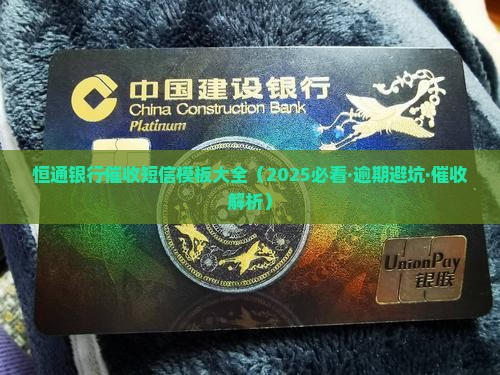 中国建设银行
China Construction Bank
Platinum
恒通银行催收短信模板大全（2025必看·逾期避坑·催收
解析）
UnionPay
银联